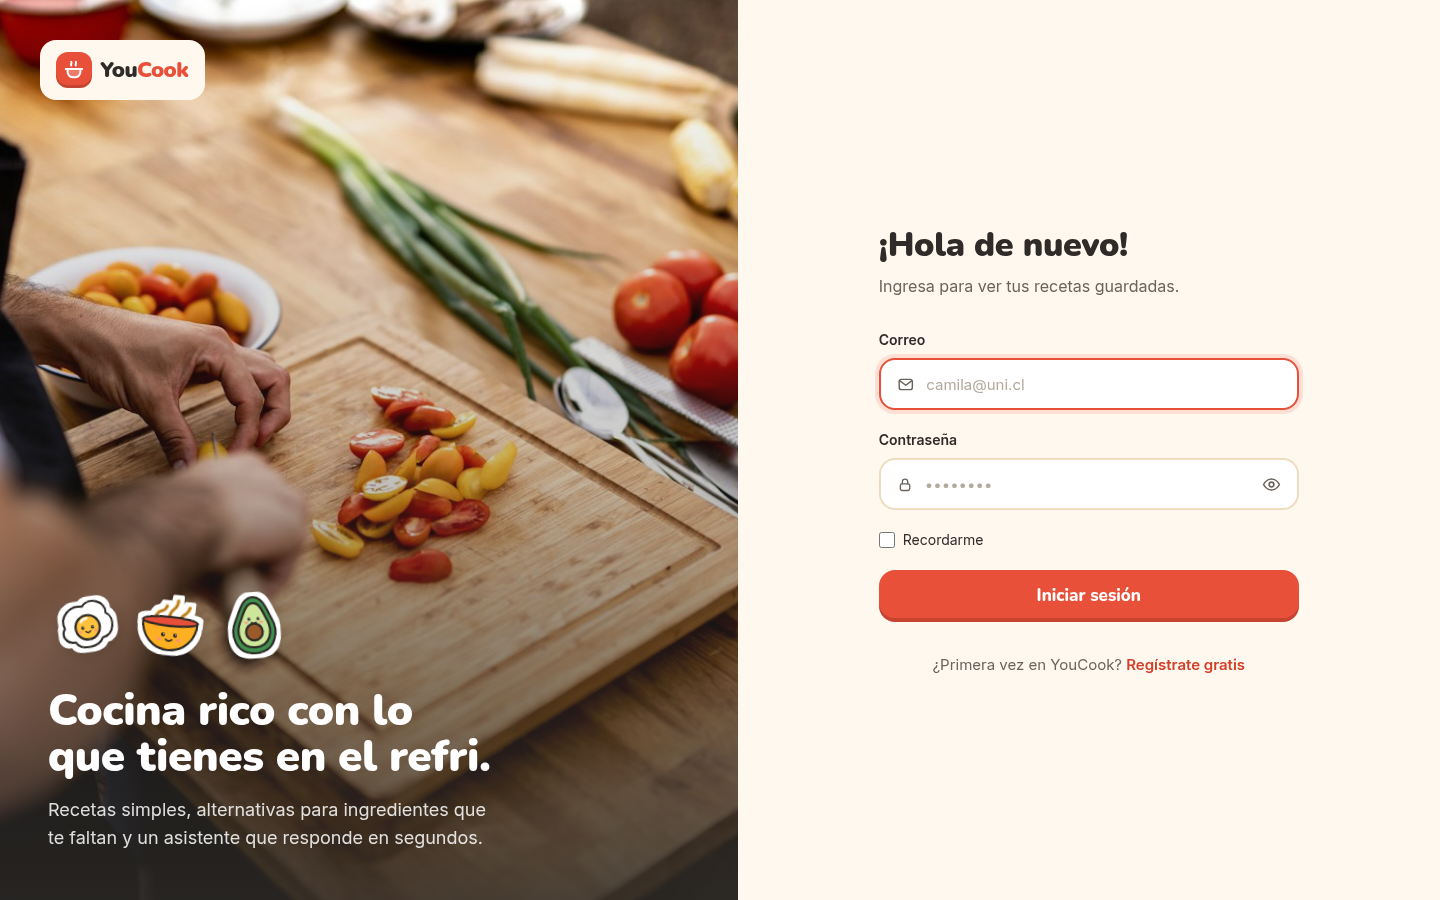 YouCook
Cocina rico con lo
que tienes en el refri.
Recetas simples, alternativas para ingredientes que
te faltan y un asistente que responde en segundos.
¡Hola de nuevo!
Ingresa para ver tus recetas guardadas.
Correo
camila@uni.cl
Contraseña
••••••••
Recordarme
Iniciar sesión
¿Primera vez en YouCook? Regístrate gratis